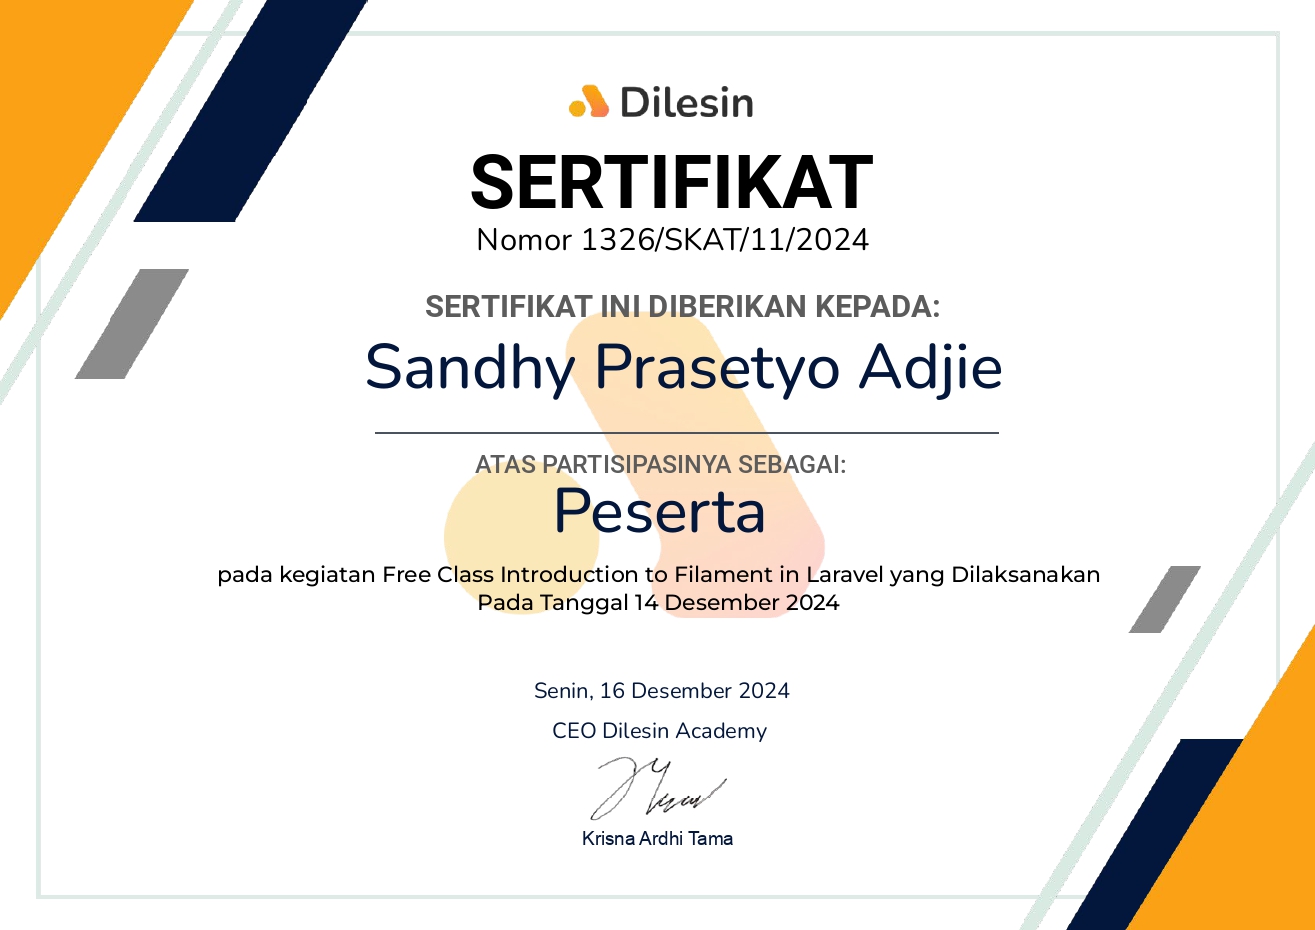 Dilesin
SERTIFIKAT
Nomor 1326/SKAT/11/2024
SERTIFIKAT INI DIBERIKAN KEPADA:
Sandhy Prasetyo Adjie
ATAS PARTISIPASINYA SEBAGAI:
Peserta
pada kegiatan Free Class Introduction to Filament in Laravel yang Dilaksanakan
Pada Tanggal 14 Desember 2024
Senin, 16 Desember 2024
CEO Dilesin Academy
Krisna Ardhi Tama